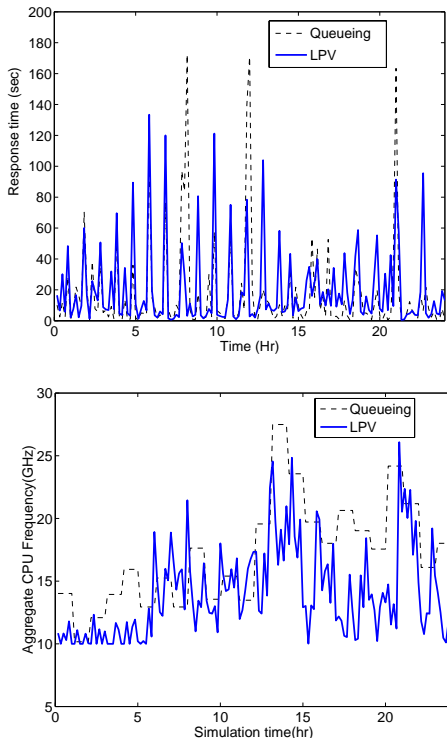 200
180
160
140
120
100
80
60
40
20
0
Response time (sec)
Queueing
LPV
0 5 10 15 20
Time (Hr)
30
25
20
15
10
5
Aggregate CPU Frequency(GHz)
Queueing
LPV
0 5 10 15 20
Simulation time(hr)